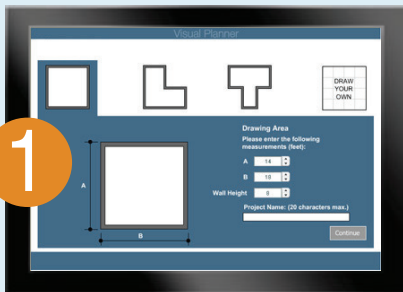 Visual Planner
DRAW
YOUR
OWN
1
Drawing Area
Please enter the following
measurements (feet):
A 14
B 10
Wall Height 8
Project Name: (20 characters max.)
Continue
A
B